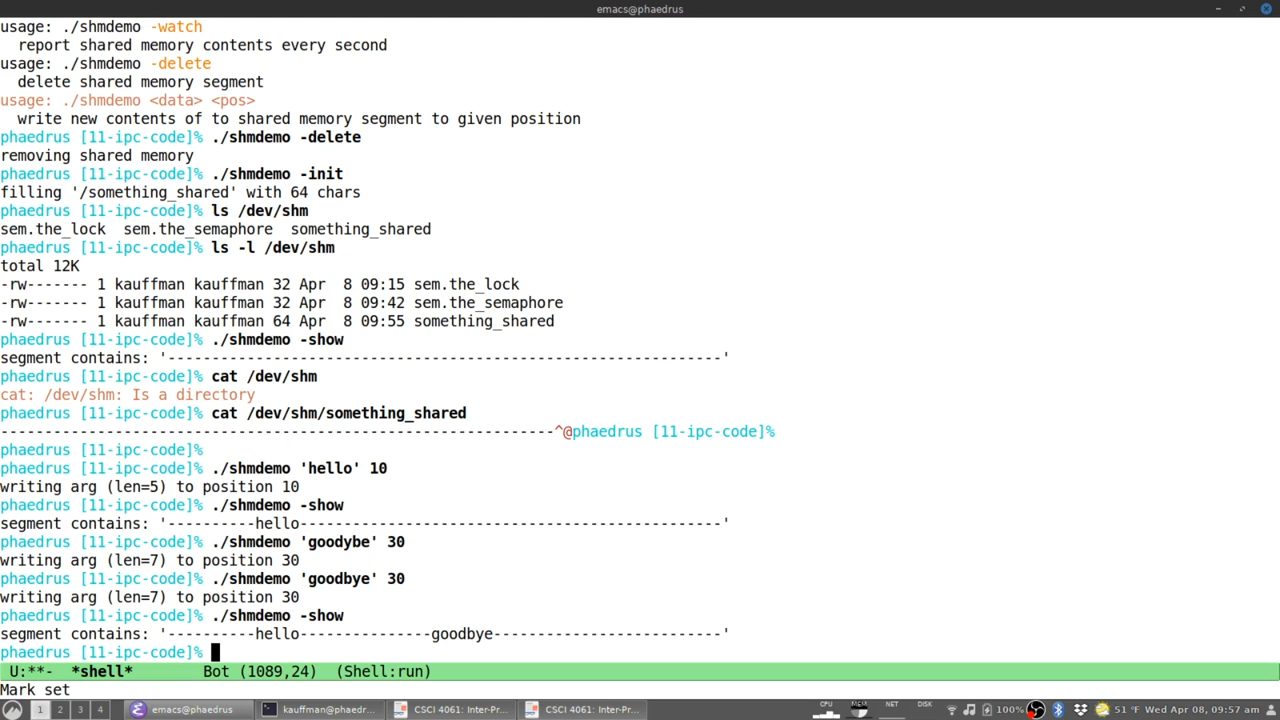 emacs@phaedrus
usage: ./shmdemo -watch
  report shared memory contents every second
usage: ./shmdemo -delete
  delete shared memory segment
usage: ./shmdemo <data> <pos>
  write new contents of to shared memory segment to given position
phaedrus [11-ipc-code]% ./shmdemo -delete
removing shared memory
phaedrus [11-ipc-code]% ./shmdemo -init
filling '/something_shared' with 64 chars
phaedrus [11-ipc-code]% ls /dev/shm
sem.the_lock  sem.the_semaphore  something_shared
phaedrus [11-ipc-code]% ls -l /dev/shm
total 12K
-rw------- 1 kauffman kauffman 32 Apr  8 09:15 sem.the_lock
-rw------- 1 kauffman kauffman 32 Apr  8 09:42 sem.the_semaphore
-rw------- 1 kauffman kauffman 64 Apr  8 09:55 something_shared
phaedrus [11-ipc-code]% ./shmdemo -show
segment contains: '---------------------------------------------------------------'
phaedrus [11-ipc-code]% cat /dev/shm
cat: /dev/shm: Is a directory
phaedrus [11-ipc-code]% cat /dev/shm/something_shared
---------------------------------------------------------------^@phaedrus [11-ipc-code]%
phaedrus [11-ipc-code]%
phaedrus [11-ipc-code]% ./shmdemo 'hello' 10
writing arg (len=5) to position 10
phaedrus [11-ipc-code]% ./shmdemo -show
segment contains: '----------hello------------------------------------------------'
phaedrus [11-ipc-code]% ./shmdemo 'goodybe' 30
writing arg (len=7) to position 30
phaedrus [11-ipc-code]% ./shmdemo 'goodbye' 30
writing arg (len=7) to position 30
phaedrus [11-ipc-code]% ./shmdemo -show
segment contains: '----------hello---------------goodbye--------------------------'
phaedrus [11-ipc-code]%
U:**-  *shell*        Bot (1089,24)  (Shell:run)
Mark set
1 2 3 4 emacs@phaedrus kauffman@phaedr... CSCI 4061: Inter-Pr... CSCI 4061: Inter-Pr... CPU MEM NET DISK 100% 51 °F Wed Apr 08, 09:57 am